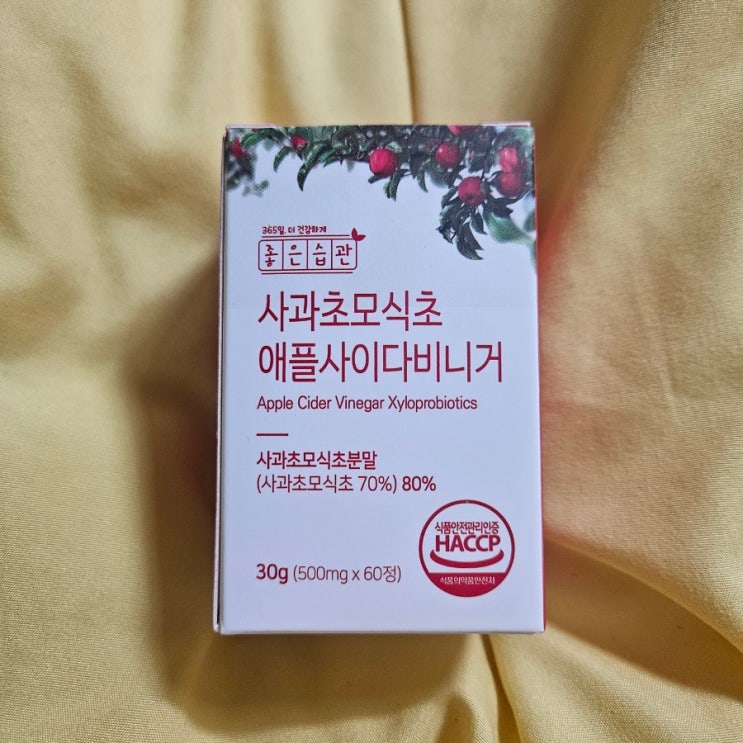 365일. 더 건강하게
좋은습관
사과초모식초
애플사이다비니거
Apple Cider Vinegar Xyloprobiotics
사과초모식초분말
(사과초모식초 70%) 80%
식품안전관리인증
HACCP
식품의약품안전처
30g (500mg x 60정)